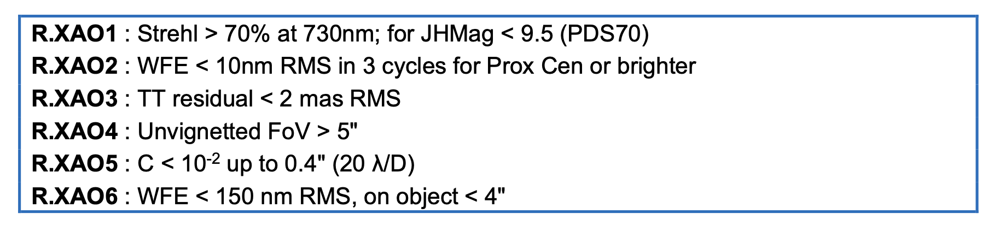 R.XAO1 : Strehl > 70% at 730nm; for JHMag < 9.5 (PDS70)
R.XAO2 : WFE < 10nm RMS in 3 cycles for Prox Cen or brighter
R.XAO3 : TT residual < 2 mas RMS
R.XAO4 : Unvignetted FoV > 5"
R.XAO5 : C < 10⁻² up to 0.4" (20 λ/D)
R.XAO6 : WFE < 150 nm RMS, on object < 4"